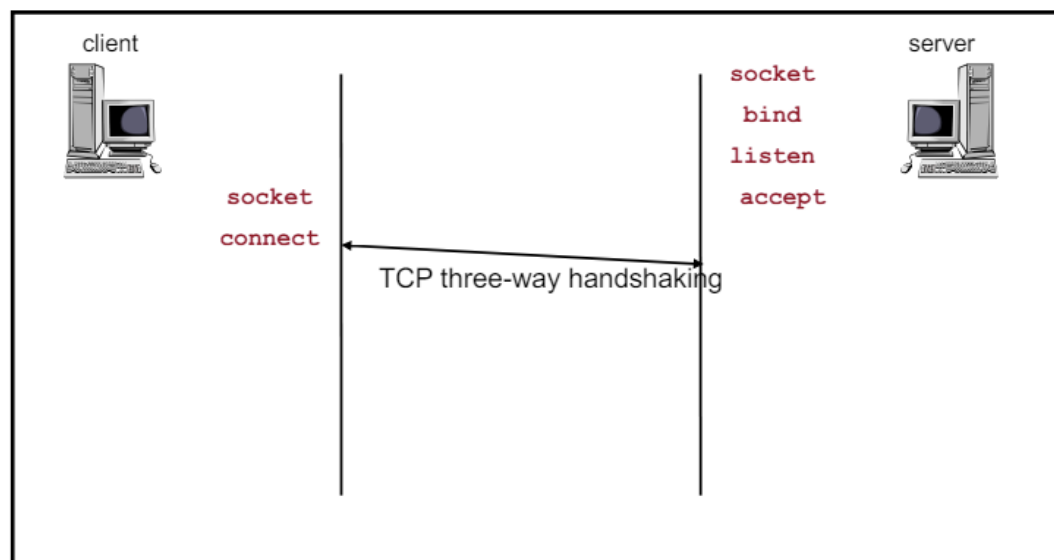 client
server
socket
bind
listen
accept
socket
connect
TCP three-way handshaking